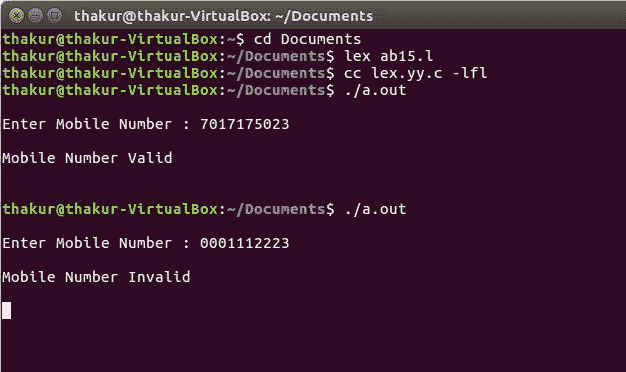 thakur@thakur-VirtualBox: ~/Documents
thakur@thakur-VirtualBox:~$ cd Documents
thakur@thakur-VirtualBox:~/Documents$ lex ab15.l
thakur@thakur-VirtualBox:~/Documents$ cc lex.yy.c -lfl
thakur@thakur-VirtualBox:~/Documents$ ./a.out
Enter Mobile Number : 7017175023
Mobile Number Valid
thakur@thakur-VirtualBox:~/Documents$ ./a.out
Enter Mobile Number : 0001112223
Mobile Number Invalid